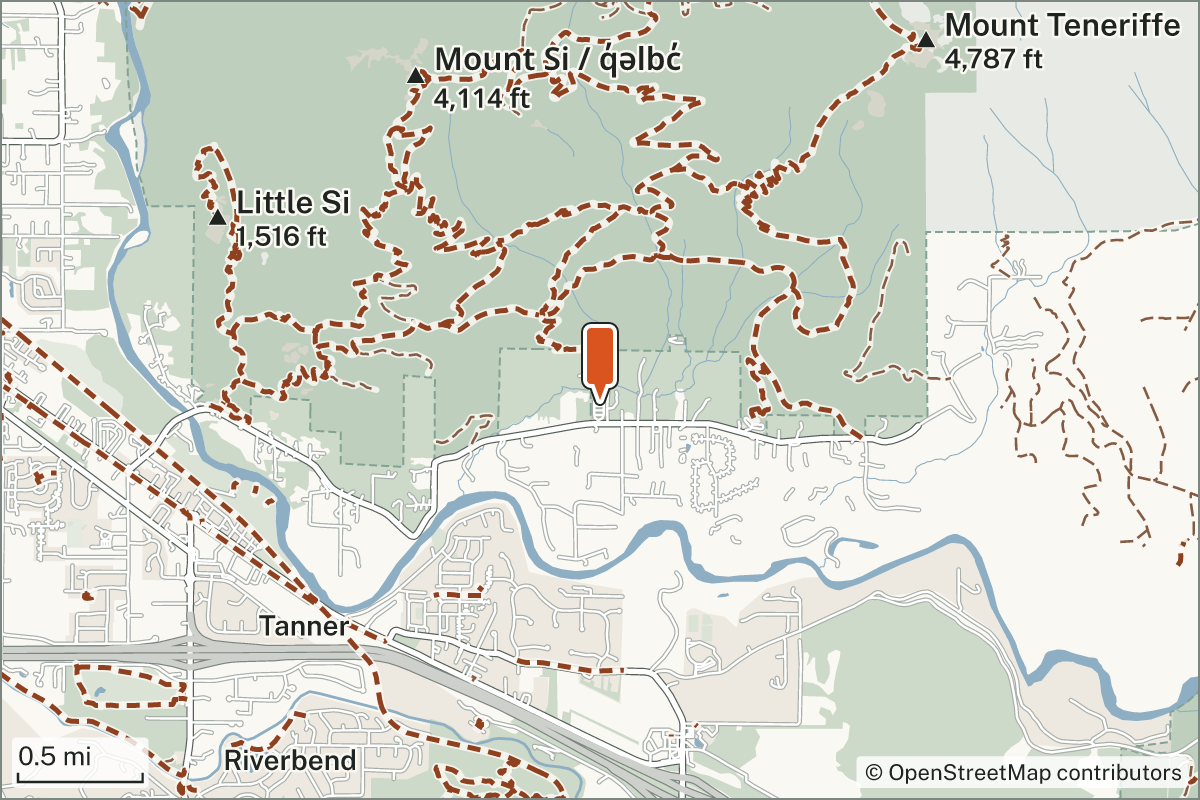 Mount Teneriffe
4,787 ft
Mount Si / q̓əlbc̓
4,114 ft
Little Si
1,516 ft
Tanner
Riverbend
0.5 mi
© OpenStreetMap contributors